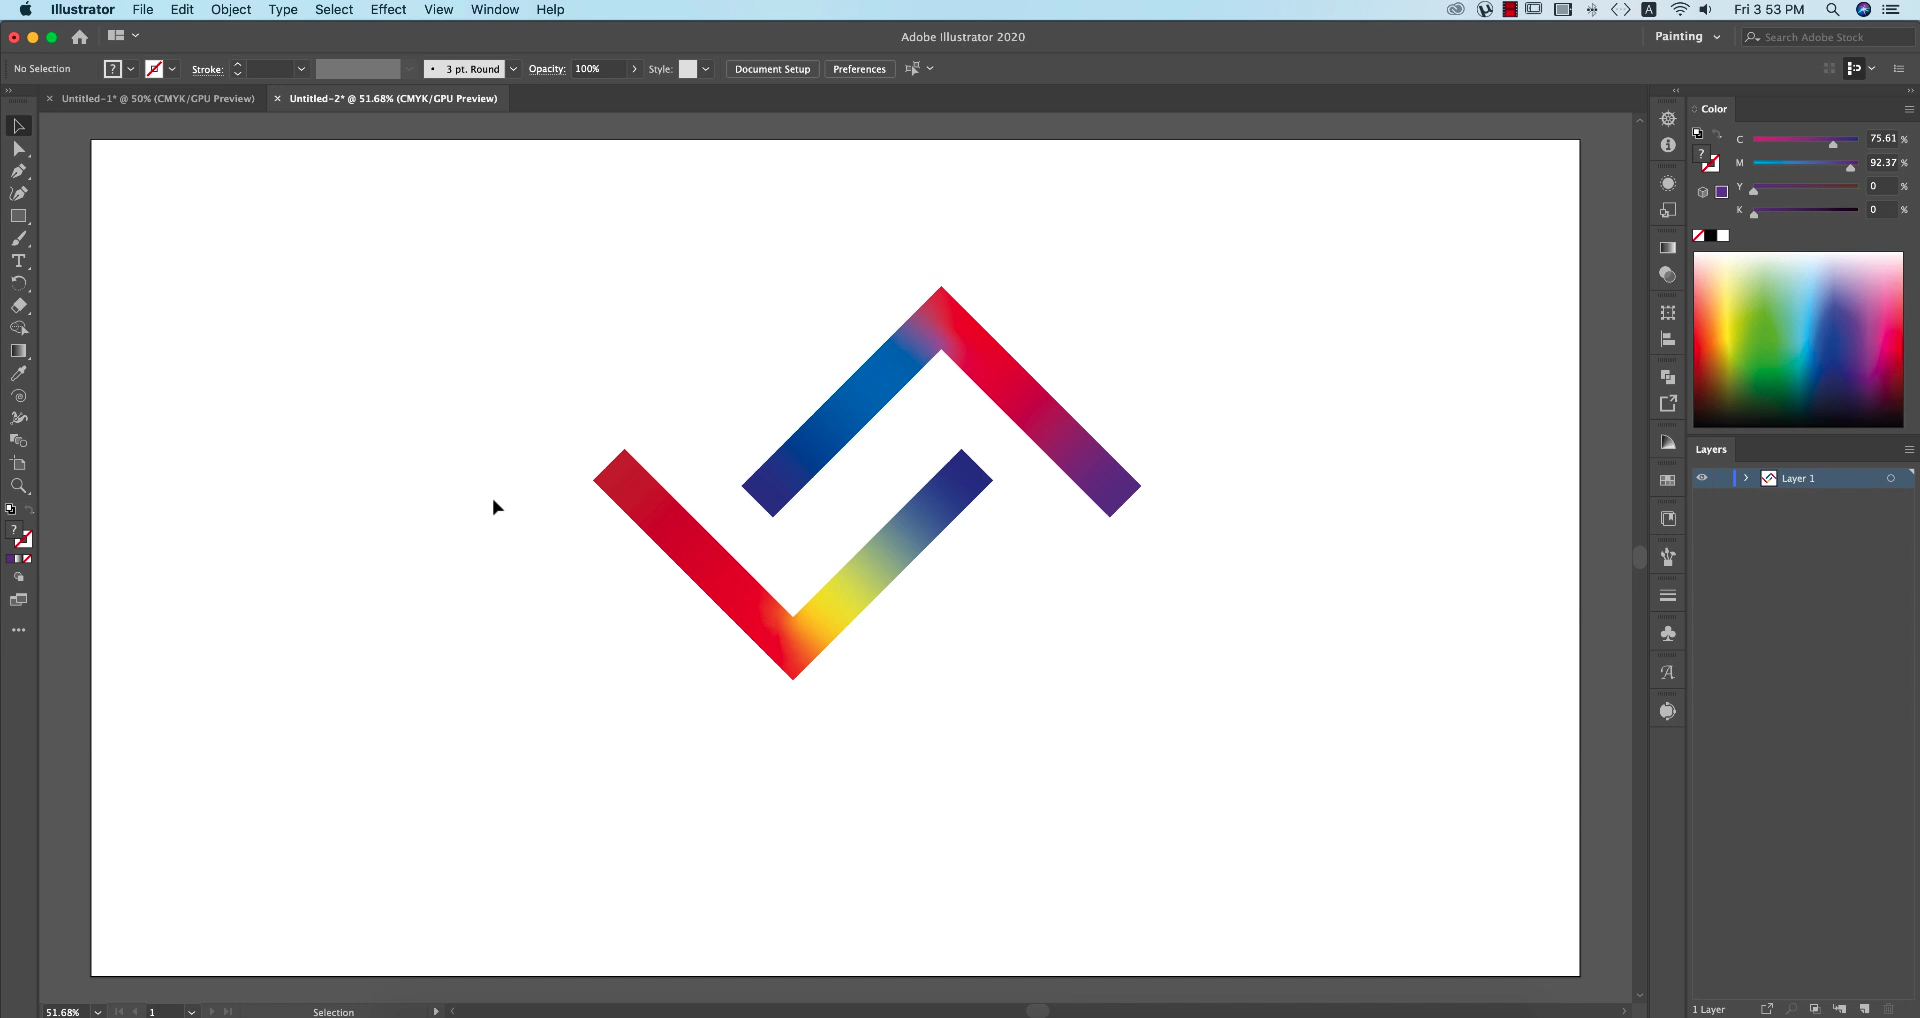 Illustrator File Edit Object Type Select Effect View Window Help A Fri 3 53 PM
Adobe Illustrator 2020 Painting Search Adobe Stock
No Selection ? Stroke: 3 pt. Round Opacity: 100% Style: Document Setup Preferences
Untitled-1* @ 50% (CMYK/GPU Preview) Untitled-2* @ 51.68% (CMYK/GPU Preview)
Color
C 75.61 %
? M 92.37 %
Y 0 %
K 0 %
Layers
Layer 1
?
51.68% 1 Selection
1 Layer